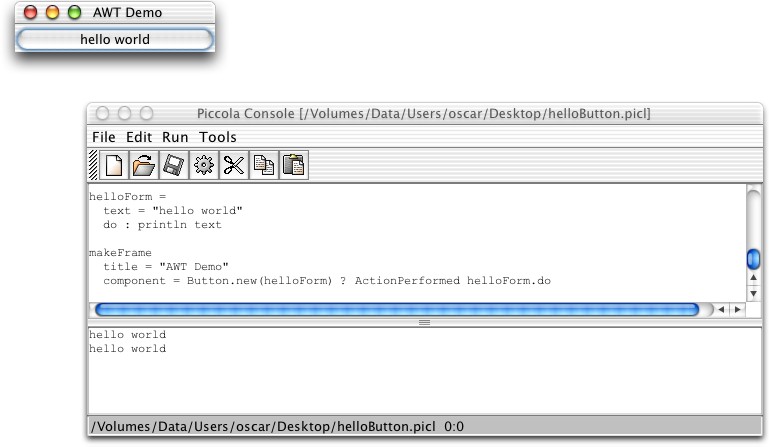 AWT Demo
hello world
Piccola Console [/Volumes/Data/Users/oscar/Desktop/helloButton.picl]
File Edit Run Tools
helloForm =
  text = "hello world"
  do : println text
makeFrame
  title = "AWT Demo"
  component = Button.new(helloForm) ? ActionPerformed helloForm.do
hello world
hello world
/Volumes/Data/Users/oscar/Desktop/helloButton.picl 0:0